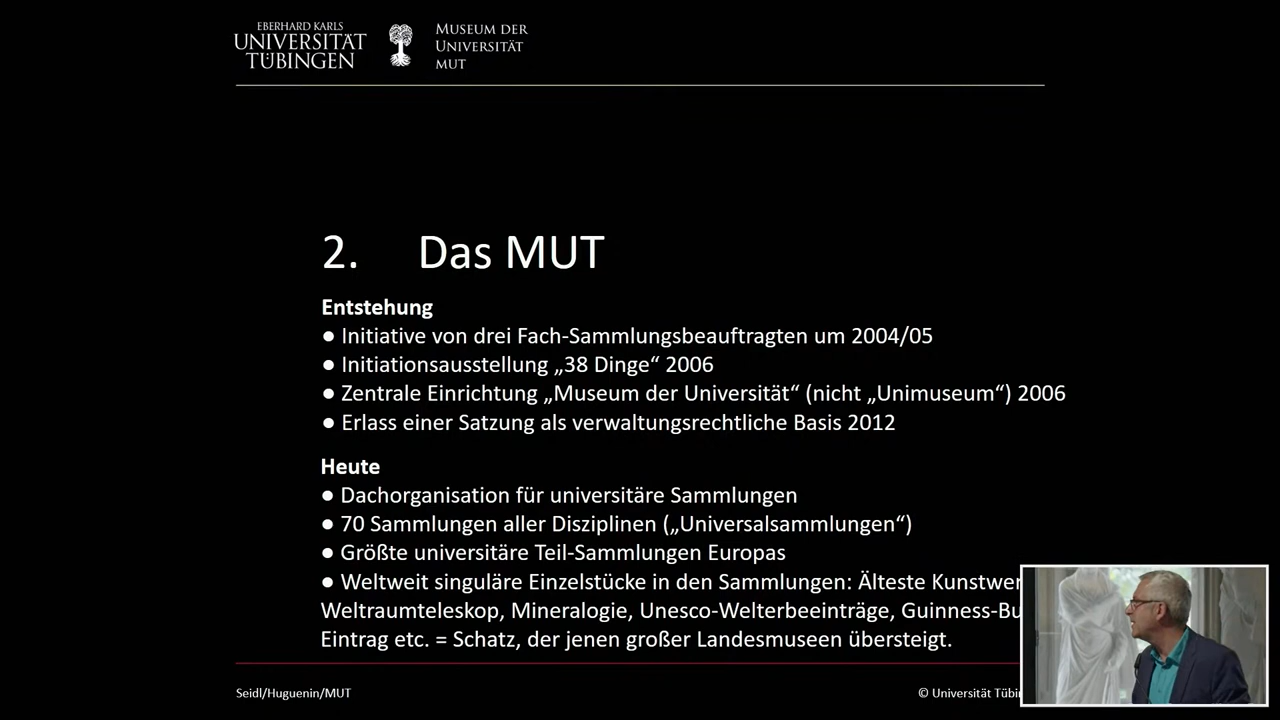 EBERHARD KARLS
UNIVERSITÄT
TÜBINGEN
MUSEUM DER
UNIVERSITÄT
MUT
2. Das MUT
Entstehung
● Initiative von drei Fach-Sammlungsbeauftragten um 2004/05
● Initiationsausstellung „38 Dinge“ 2006
● Zentrale Einrichtung „Museum der Universität“ (nicht „Unimuseum“) 2006
● Erlass einer Satzung als verwaltungsrechtliche Basis 2012
Heute
● Dachorganisation für universitäre Sammlungen
● 70 Sammlungen aller Disziplinen („Universalsammlungen“)
● Größte universitäre Teil-Sammlungen Europas
● Weltweit singuläre Einzelstücke in den Sammlungen: Älteste
Weltraumteleskop, Mineralogie, Unesco-Welterbeeinträge,
Eintrag etc. = Schatz, der jenen großer Landesmuseen übersteigt.
Seidl/Huguenin/MUT
© Universität